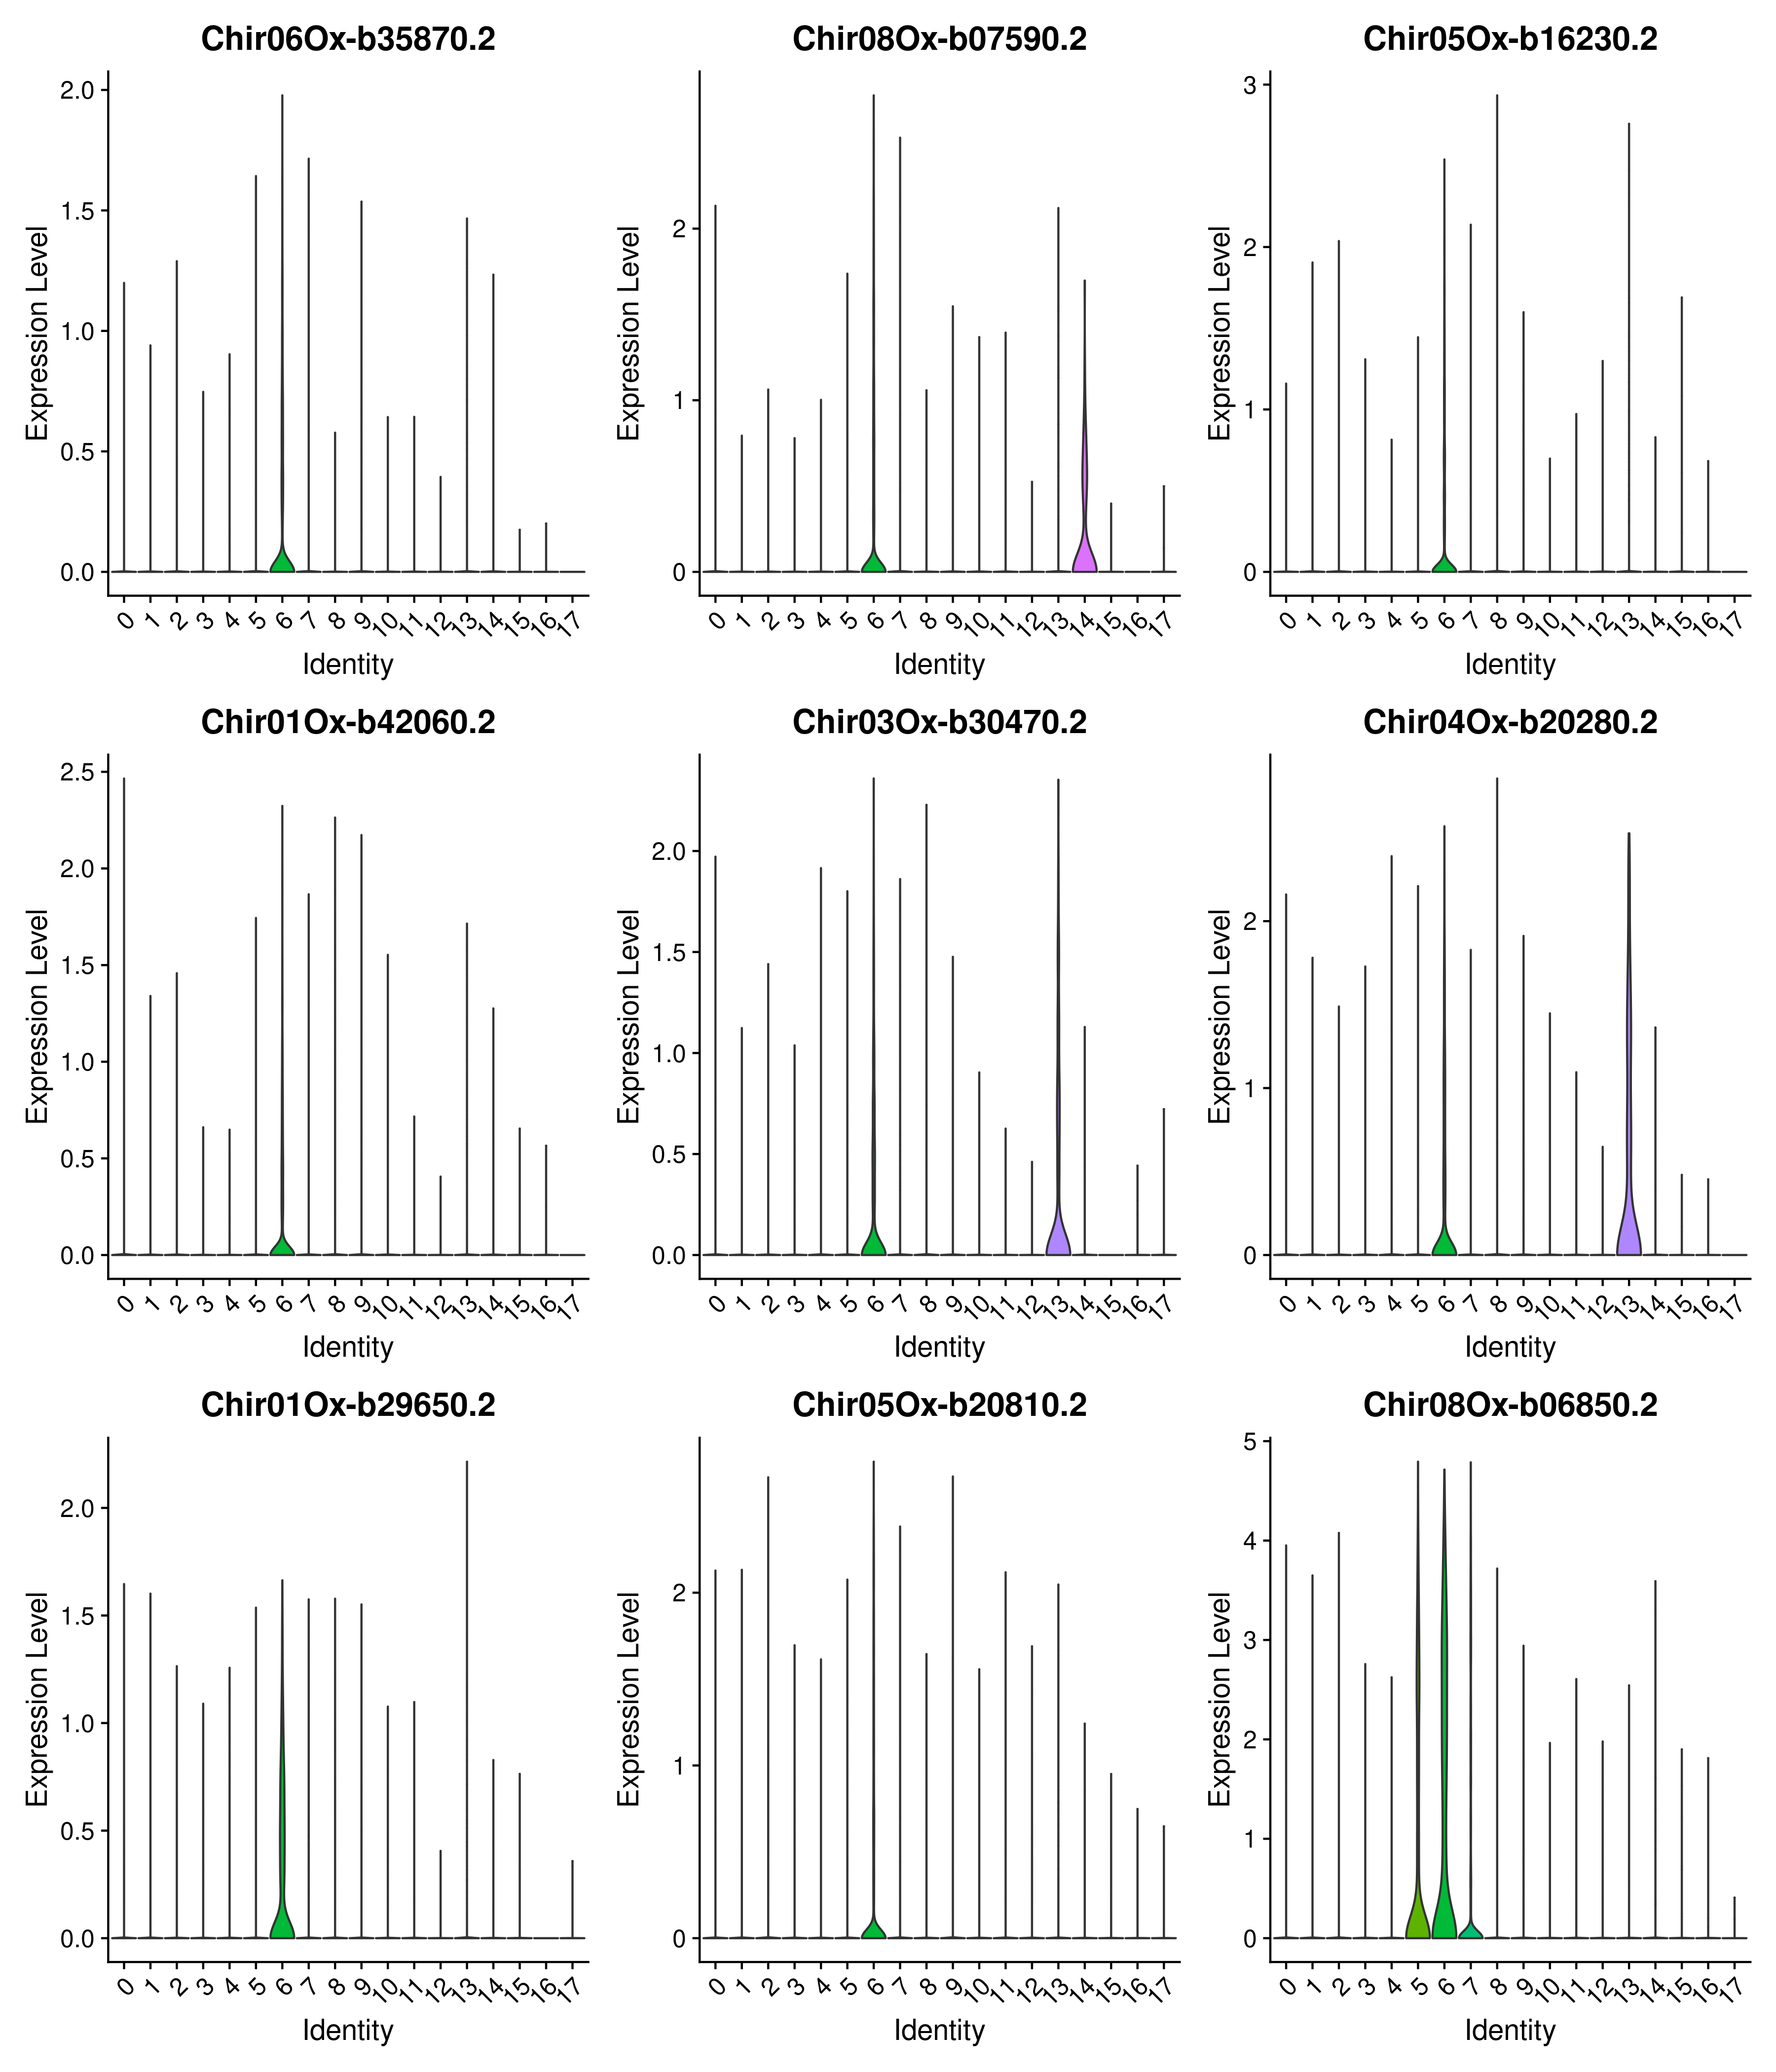 Chir06Ox-b35870.2
Expression Level
2.0
1.5
1.0
0.5
0.0
0 1 2 3 4 5 6 7 8 9 10 11 12 13 14 15 16 17
Identity
Chir08Ox-b07590.2
Expression Level
2
1
0
0 1 2 3 4 5 6 7 8 9 10 11 12 13 14 15 16 17
Identity
Chir05Ox-b16230.2
Expression Level
3
2
1
0
0 1 2 3 4 5 6 7 8 9 10 11 12 13 14 15 16 17
Identity
Chir01Ox-b42060.2
Expression Level
2.5
2.0
1.5
1.0
0.5
0.0
0 1 2 3 4 5 6 7 8 9 10 11 12 13 14 15 16 17
Identity
Chir03Ox-b30470.2
Expression Level
2.0
1.5
1.0
0.5
0.0
0 1 2 3 4 5 6 7 8 9 10 11 12 13 14 15 16 17
Identity
Chir04Ox-b20280.2
Expression Level
2
1
0
0 1 2 3 4 5 6 7 8 9 10 11 12 13 14 15 16 17
Identity
Chir01Ox-b29650.2
Expression Level
2.0
1.5
1.0
0.5
0.0
0 1 2 3 4 5 6 7 8 9 10 11 12 13 14 15 16 17
Identity
Chir05Ox-b20810.2
Expression Level
2
1
0
0 1 2 3 4 5 6 7 8 9 10 11 12 13 14 15 16 17
Identity
Chir08Ox-b06850.2
Expression Level
5
4
3
2
1
0
0 1 2 3 4 5 6 7 8 9 10 11 12 13 14 15 16 17
Identity